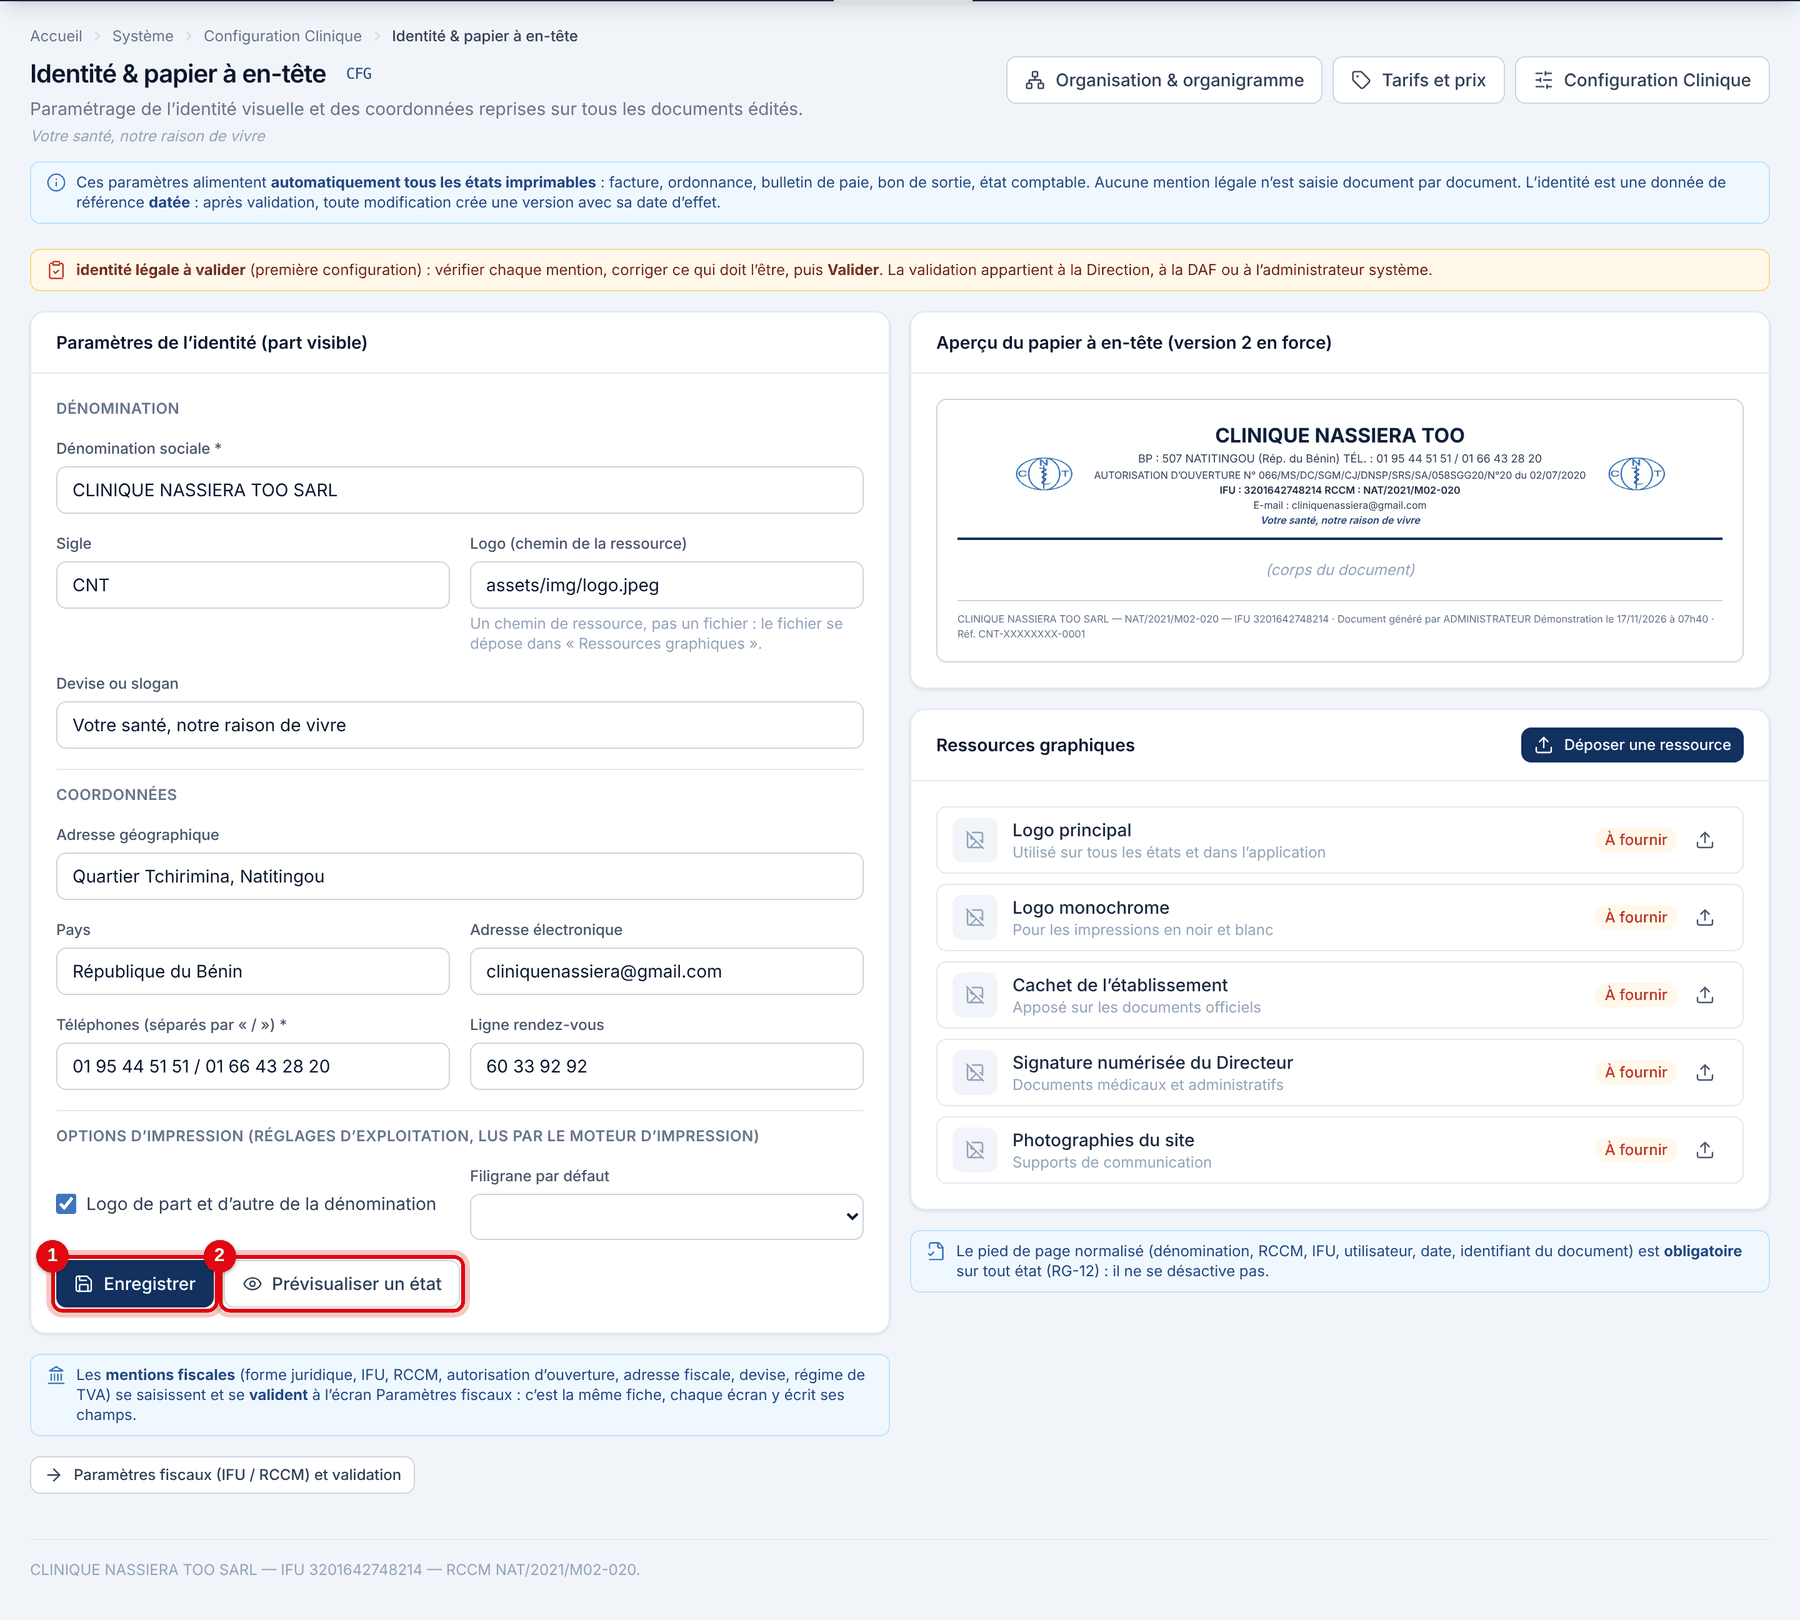 Accueil > Système > Configuration Clinique > Identité & papier à en-tête
Identité & papier à en-tête CFG
Paramétrage de l’identité visuelle et des coordonnées reprises sur tous les documents édités.
Votre santé, notre raison de vivre
Organisation & organigramme
Tarifs et prix
Configuration Clinique
Ces paramètres alimentent automatiquement tous les états imprimables : facture, ordonnance, bulletin de paie, bon de sortie, état comptable. Aucune mention légale n’est saisie document par document. L’identité est une donnée de
référence datée : après validation, toute modification crée une version avec sa date d’effet.
identité légale à valider (première configuration) : vérifier chaque mention, corriger ce qui doit l’être, puis Valider. La validation appartient à la Direction, à la DAF ou à l’administrateur système.
Paramètres de l’identité (part visible)
DÉNOMINATION
Dénomination sociale *
CLINIQUE NASSIERA TOO SARL
Sigle
CNT
Logo (chemin de la ressource)
assets/img/logo.jpeg
Un chemin de ressource, pas un fichier : le fichier se
dépose dans « Ressources graphiques ».
Devise ou slogan
Votre santé, notre raison de vivre
COORDONNÉES
Adresse géographique
Quartier Tchirimina, Natitingou
Pays
République du Bénin
Adresse électronique
cliniquenassiera@gmail.com
Téléphones (séparés par « / ») *
01 95 44 51 51 / 01 66 43 28 20
Ligne rendez-vous
60 33 92 92
OPTIONS D’IMPRESSION (RÉGLAGES D’EXPLOITATION, LUS PAR LE MOTEUR D’IMPRESSION)
Logo de part et d’autre de la dénomination
Filigrane par défaut
1
Enregistrer
2
Prévisualiser un état
Les mentions fiscales (forme juridique, IFU, RCCM, autorisation d’ouverture, adresse fiscale, devise, régime de
TVA) se saisissent et se valident à l’écran Paramètres fiscaux : c’est la même fiche, chaque écran y écrit ses
champs.
Paramètres fiscaux (IFU / RCCM) et validation
Aperçu du papier à en-tête (version 2 en force)
CLINIQUE NASSIERA TOO
BP : 507 NATITINGOU (Rép. du Bénin) TÉL. : 01 95 44 51 51 / 01 66 43 28 20
AUTORISATION D’OUVERTURE N° 066/MS/DC/SGM/CJ/DNSP/SRS/SA/058SGG20/N°20 du 02/07/2020
IFU : 3201642748214 RCCM : NAT/2021/M02-020
E-mail : cliniquenassiera@gmail.com
Votre santé, notre raison de vivre
C N T
C N T
(corps du document)
CLINIQUE NASSIERA TOO SARL — NAT/2021/M02-020 — IFU 3201642748214 · Document généré par ADMINISTRATEUR Démonstration le 17/11/2026 à 07h40 ·
Réf. CNT-XXXXXXXX-0001
Ressources graphiques
Déposer une ressource
Logo principal
Utilisé sur tous les états et dans l’application
À fournir
Logo monochrome
Pour les impressions en noir et blanc
À fournir
Cachet de l’établissement
Apposé sur les documents officiels
À fournir
Signature numérisée du Directeur
Documents médicaux et administratifs
À fournir
Photographies du site
Supports de communication
À fournir
Le pied de page normalisé (dénomination, RCCM, IFU, utilisateur, date, identifiant du document) est obligatoire
sur tout état (RG-12) : il ne se désactive pas.
CLINIQUE NASSIERA TOO SARL — IFU 3201642748214 — RCCM NAT/2021/M02-020.